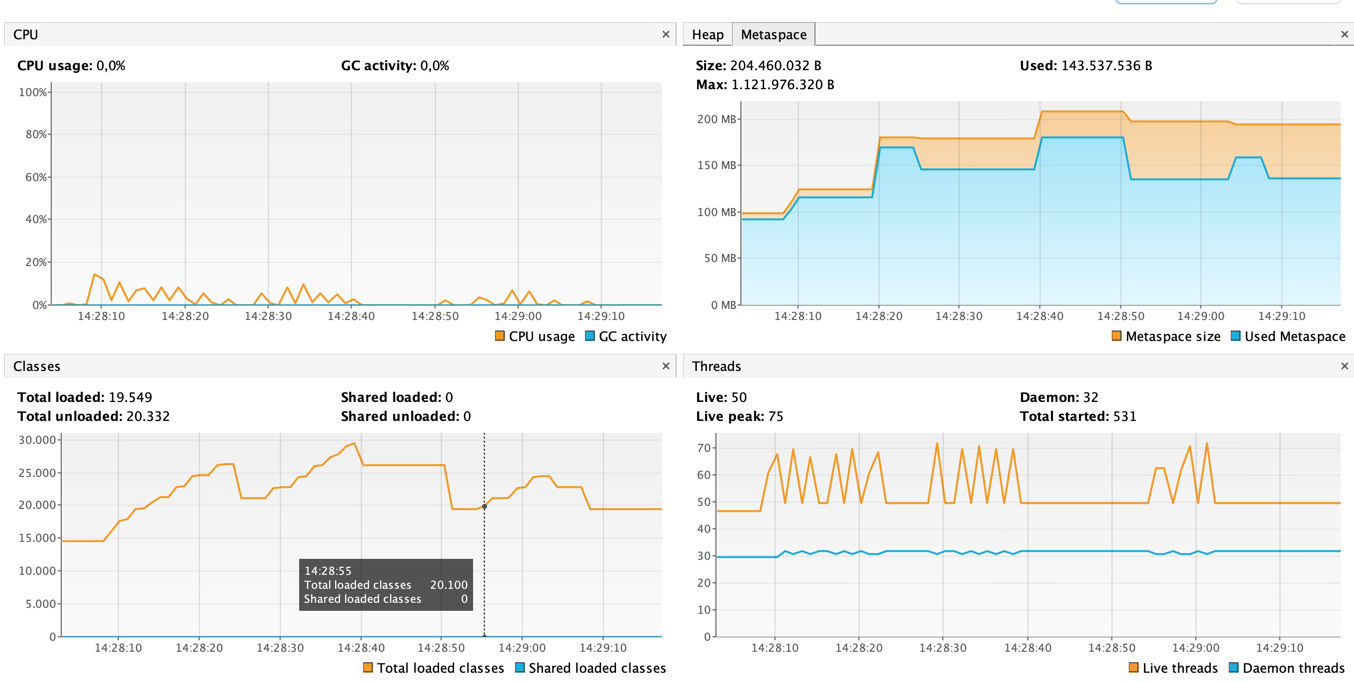 CPU ×
CPU usage: 0,0% GC activity: 0,0%
100%
80%
60%
40%
20%
0%
14:28:10 14:28:20 14:28:30 14:28:40 14:28:50 14:29:00 14:29:10
CPU usage GC activity
Heap Metaspace ×
Size: 204.460.032 B Used: 143.537.536 B
Max: 1.121.976.320 B
200 MB
150 MB
100 MB
50 MB
0 MB
14:28:10 14:28:20 14:28:30 14:28:40 14:28:50 14:29:00 14:29:10
Metaspace size Used Metaspace
Classes ×
Total loaded: 19.549 Shared loaded: 0
Total unloaded: 20.332 Shared unloaded: 0
30.000
25.000
20.000
15.000
10.000
5.000
0
14:28:55
Total loaded classes 20.100
Shared loaded classes 0
14:28:10 14:28:20 14:28:30 14:28:40 14:28:50 14:29:00 14:29:10
Total loaded classes Shared loaded classes
Threads ×
Live: 50 Daemon: 32
Live peak: 75 Total started: 531
70
60
50
40
30
20
10
0
14:28:10 14:28:20 14:28:30 14:28:40 14:28:50 14:29:00 14:29:10
Live threads Daemon threads